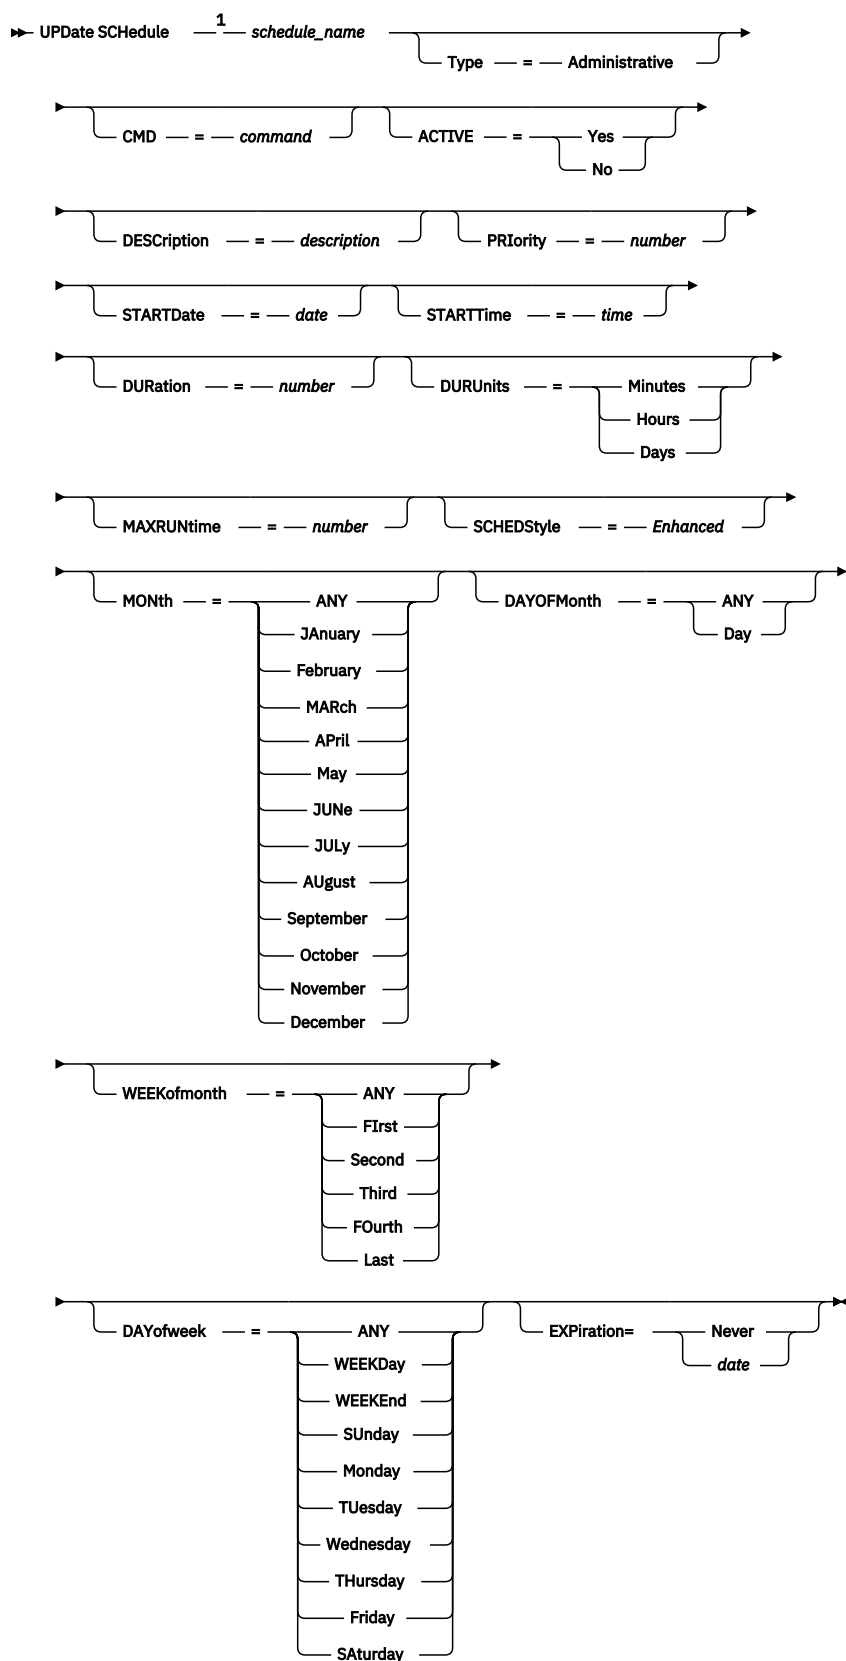 1
UPDate SCHedule schedule_name
Type = Administrative
CMD = command ACTIVE = Yes
No
DESCription = description PRIority = number
STARTDate = date STARTTime = time
DURation = number DURUnits = Minutes
Hours
Days
MAXRUNtime = number SCHEDStyle = Enhanced
MONth = ANY DAYOFMonth = ANY
JAnuary Day
February
MARch
APril
May
JUNe
JULy
AUgust
September
October
November
December
WEEKofmonth = ANY
FIrst
Second
Third
FOurth
Last
DAYofweek = ANY EXPiration= Never
WEEKDay date
WEEKEnd
SUnday
Monday
TUesday
Wednesday
THursday
Friday
SAturday